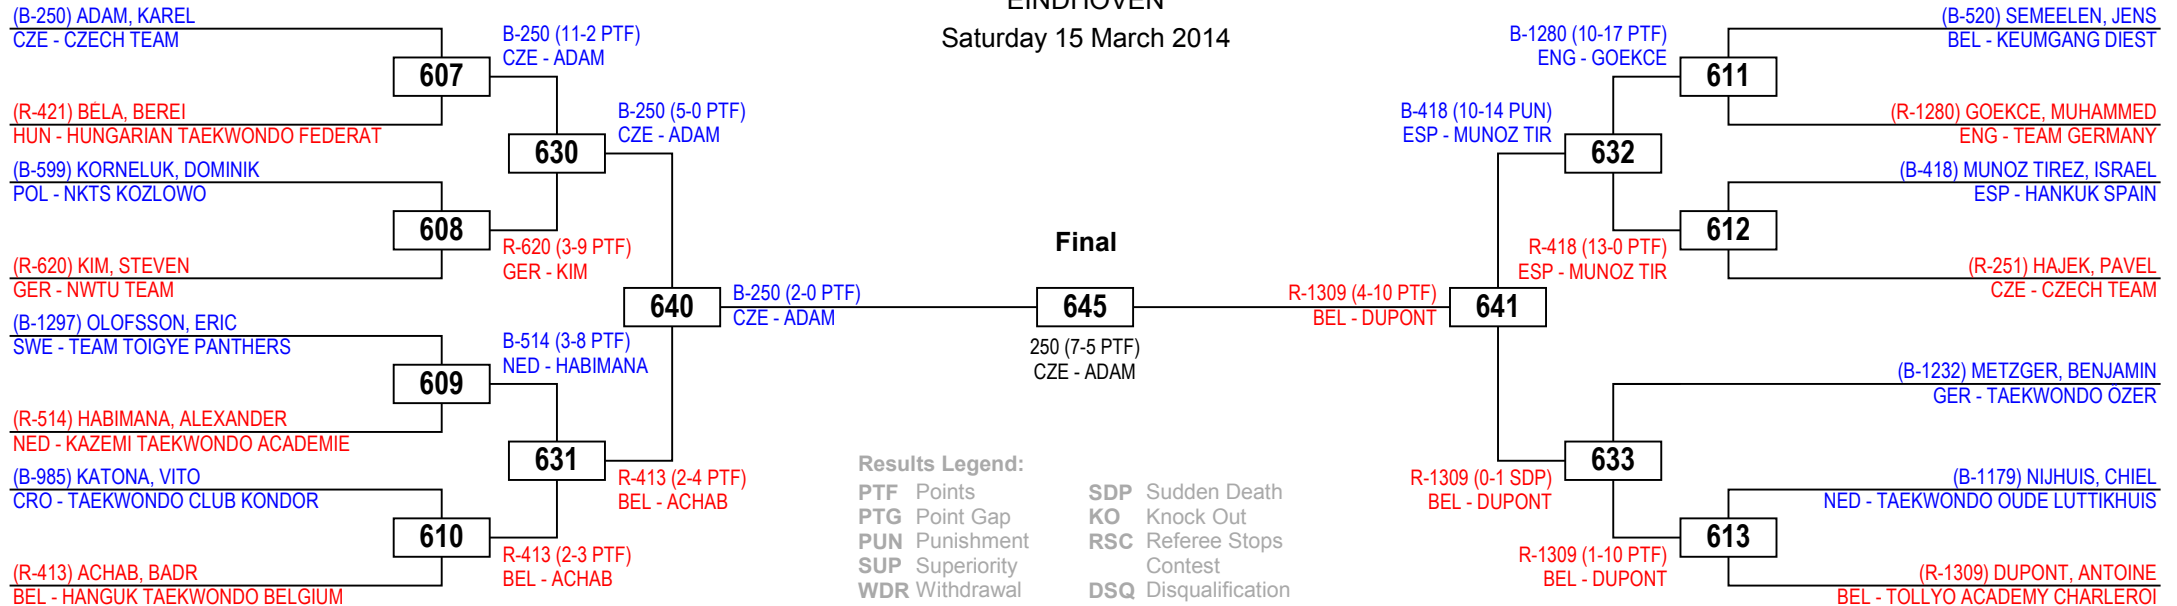 EINDHOVEN
Saturday 15 March 2014
(B-250) ADAM, KAREL
CZE - CZECH TEAM
607
(R-421) BÉLA, BEREI
HUN - HUNGARIAN TAEKWONDO FEDERAT
(B-599) KORNELUK, DOMINIK
POL - NKTS KOZLOWO
608
(R-620) KIM, STEVEN
GER - NWTU TEAM
(B-1297) OLOFSSON, ERIC
SWE - TEAM TOIGYE PANTHERS
609
(R-514) HABIMANA, ALEXANDER
NED - KAZEMI TAEKWONDO ACADEMIE
(B-985) KATONA, VITO
CRO - TAEKWONDO CLUB KONDOR
610
(R-413) ACHAB, BADR
BEL - HANGUK TAEKWONDO BELGIUM
B-250 (11-2 PTF)
CZE - ADAM
630
R-620 (3-9 PTF)
GER - KIM
B-514 (3-8 PTF)
NED - HABIMANA
631
R-413 (2-3 PTF)
BEL - ACHAB
B-250 (5-0 PTF)
CZE - ADAM
640
R-413 (2-4 PTF)
BEL - ACHAB
B-250 (2-0 PTF)
CZE - ADAM
Final
645
250 (7-5 PTF)
CZE - ADAM
R-1309 (4-10 PTF)
BEL - DUPONT
641
B-418 (10-14 PUN)
ESP - MUNOZ TIR
632
R-1309 (0-1 SDP)
BEL - DUPONT
633
B-1280 (10-17 PTF)
ENG - GOEKCE
R-418 (13-0 PTF)
ESP - MUNOZ TIR
R-1309 (1-10 PTF)
BEL - DUPONT
(B-520) SEMEELEN, JENS
BEL - KEUMGANG DIEST
611
(R-1280) GOEKCE, MUHAMMED
ENG - TEAM GERMANY
(B-418) MUNOZ TIREZ, ISRAEL
ESP - HANKUK SPAIN
612
(R-251) HAJEK, PAVEL
CZE - CZECH TEAM
(B-1232) METZGER, BENJAMIN
GER - TAEKWONDO ÖZER
(B-1179) NIJHUIS, CHIEL
NED - TAEKWONDO OUDE LUTTIKHUIS
613
(R-1309) DUPONT, ANTOINE
BEL - TOLLYO ACADEMY CHARLEROI
Results Legend:
PTF Points
PTG Point Gap
PUN Punishment
SUP Superiority
WDR Withdrawal
SDP Sudden Death
KO Knock Out
RSC Referee Stops
Contest
DSQ Disqualification